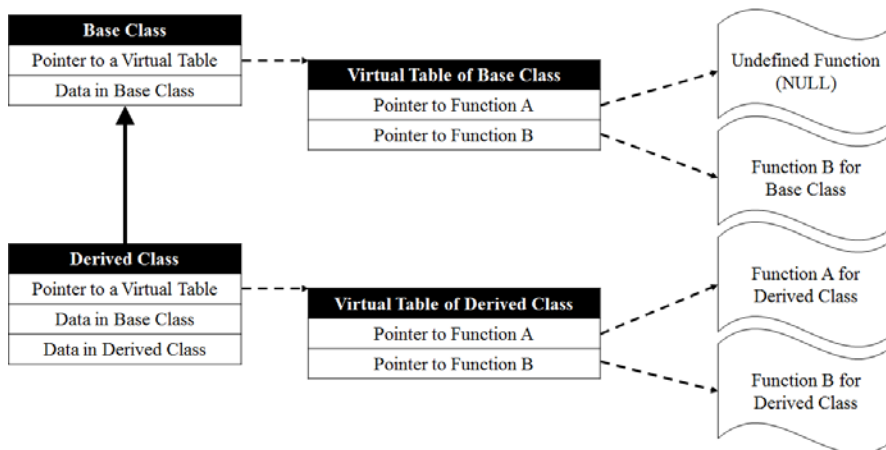 Base Class
Pointer to a Virtual Table
Data in Base Class
Virtual Table of Base Class
Pointer to Function A
Pointer to Function B
Undefined Function
(NULL)
Function B for
Base Class
Derived Class
Pointer to a Virtual Table
Data in Base Class
Data in Derived Class
Virtual Table of Derived Class
Pointer to Function A
Pointer to Function B
Function A for
Derived Class
Function B for
Derived Class